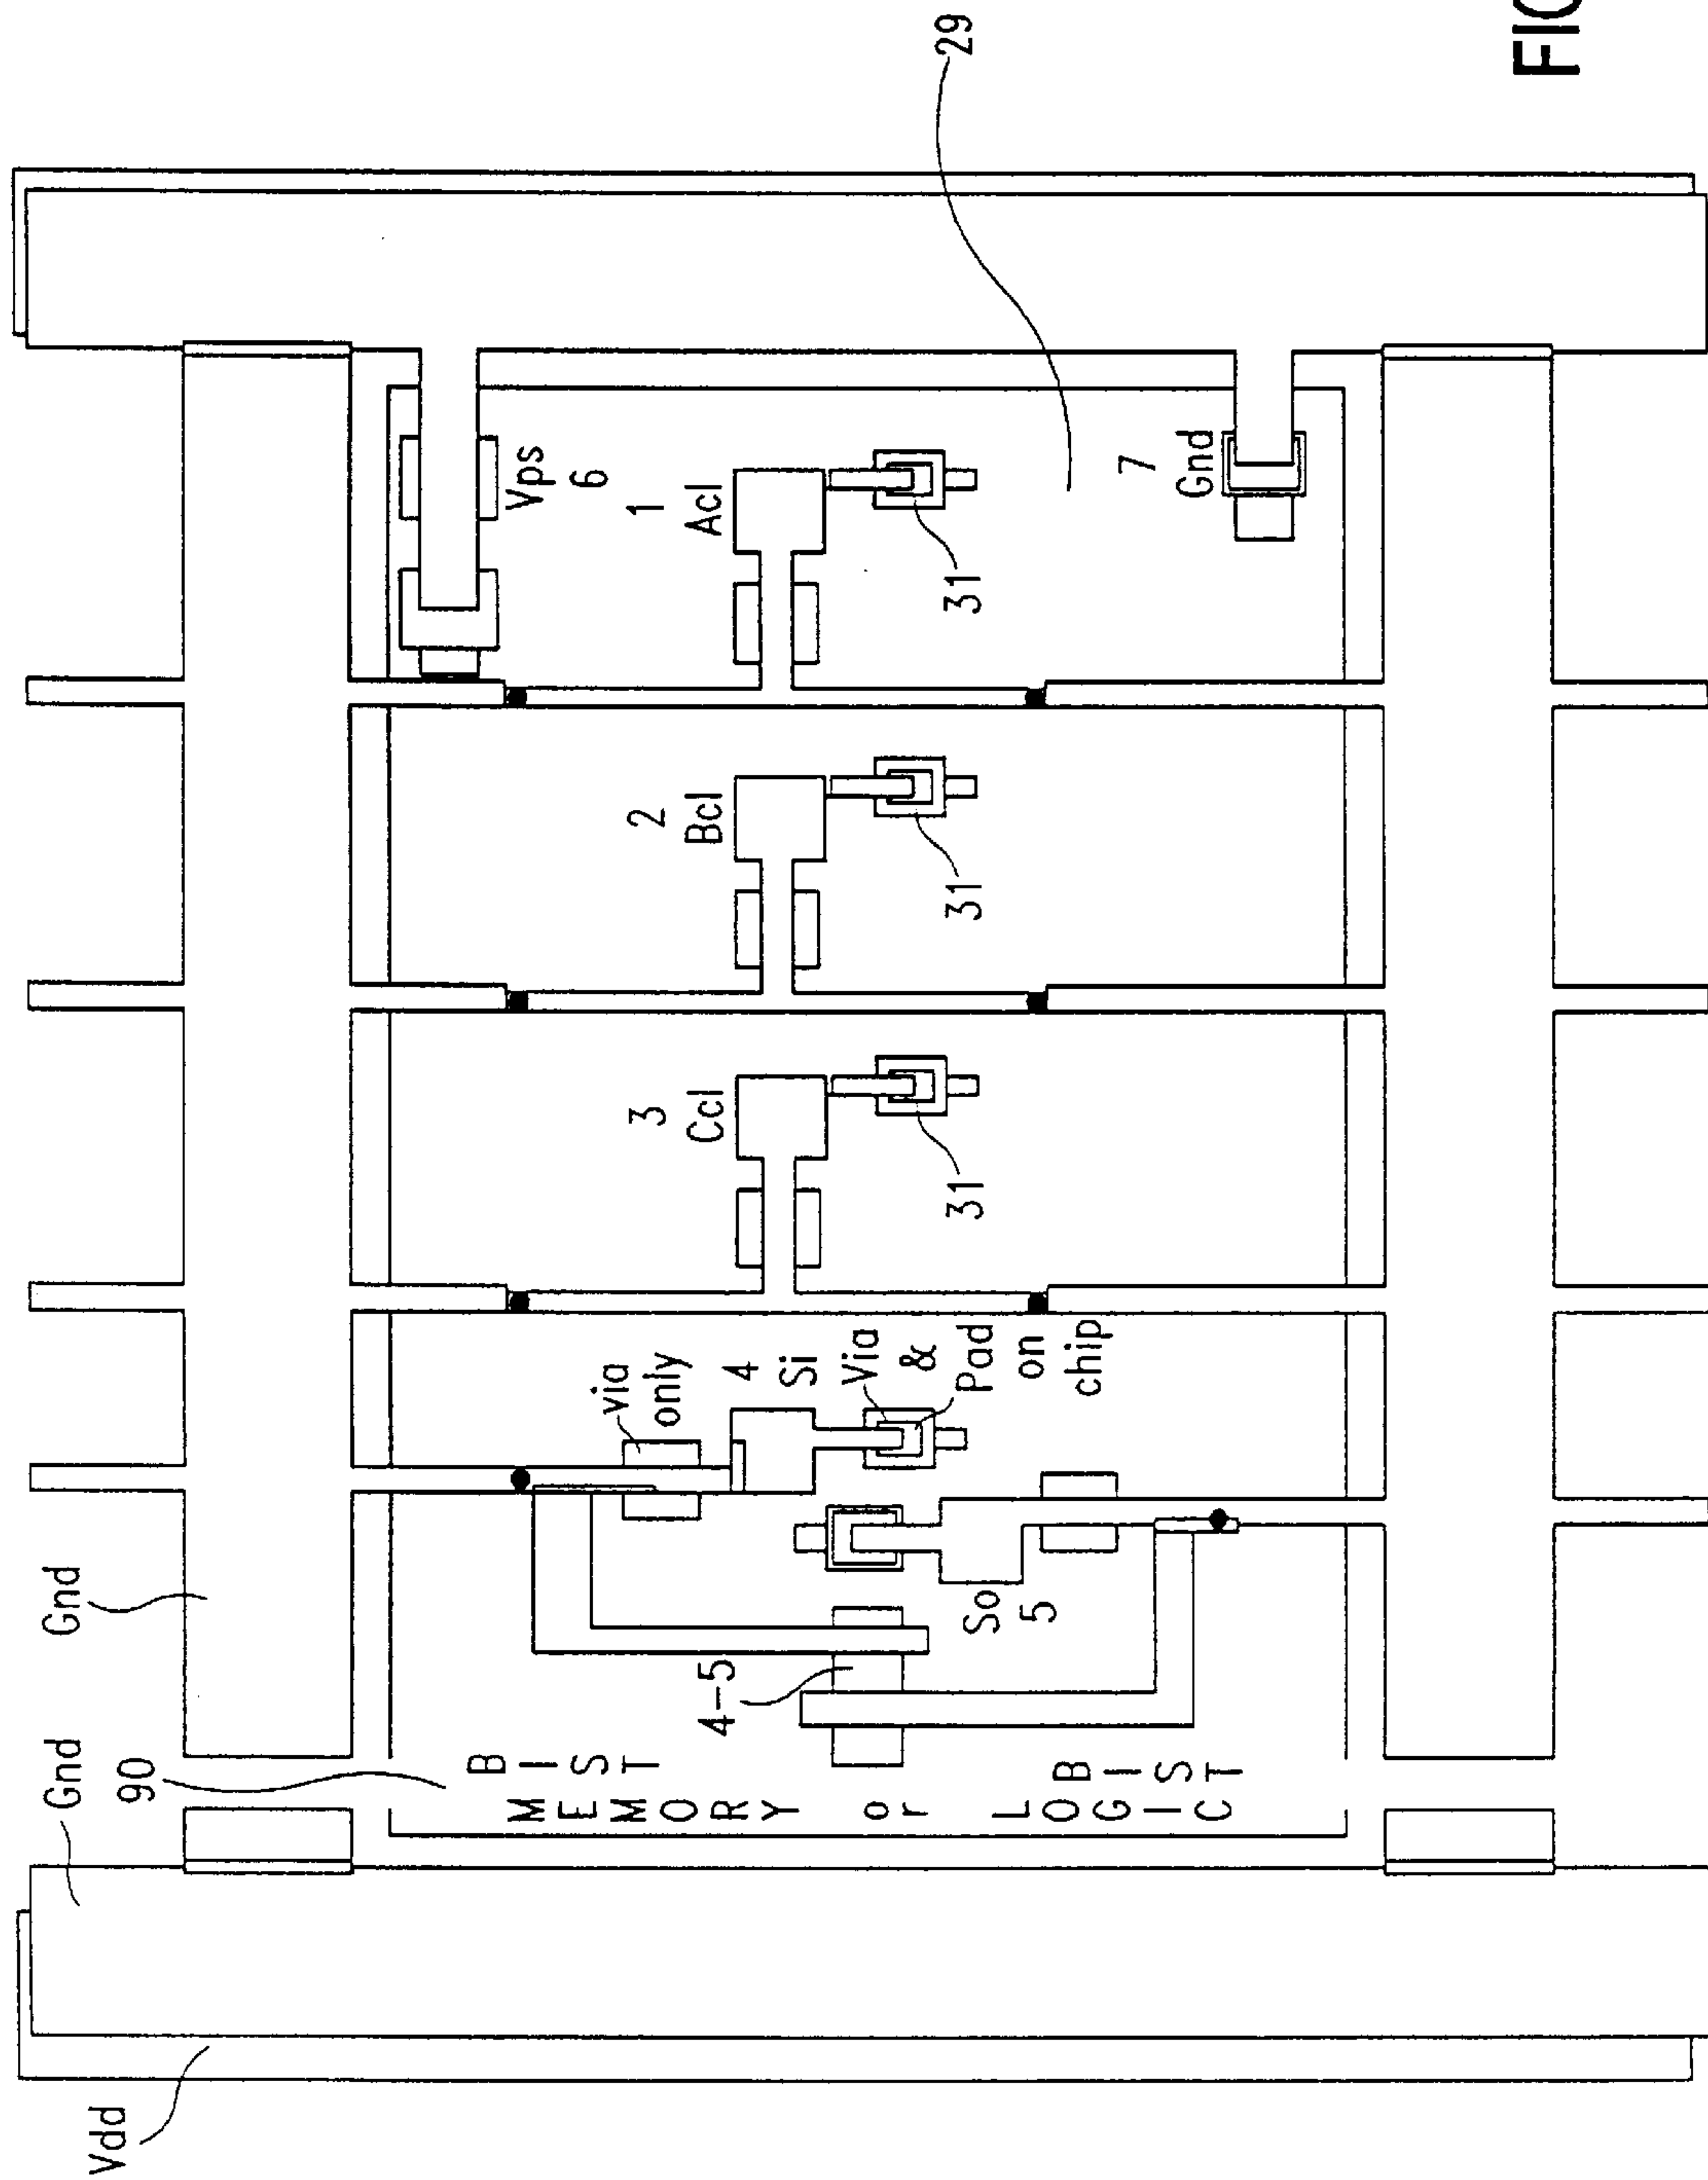 Vdd
Gnd
Gnd
90
29
Vps
6
via
only
1
Acl
2
Bcl
3
Ccl
4
Si
4-5
Via
&
Pad
on
chip
31
31
31
So
5
7
Gnd
MEMORY or LOGIC
BIST
BIST